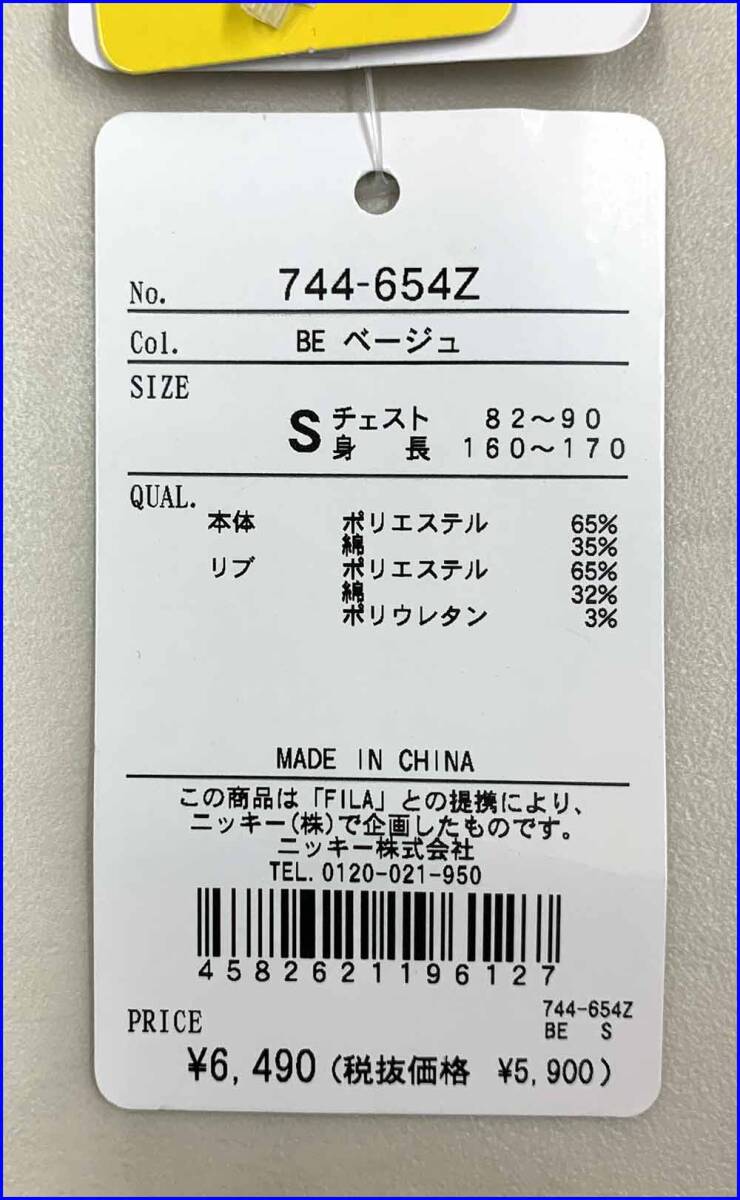 No. 744-654Z
Col. BE ベージュ
SIZE
S チェスト 82～90
身長 160～170
QUAL.
本体 ポリエステル 65%
綿 35%
リブ ポリエステル 65%
綿 32%
ポリウレタン 3%
MADE IN CHINA
この商品は「FILA」との提携により、
ニッキー(株)で企画したものです。
ニッキー株式会社
TEL. 0120-021-950
4582621196127
744-654Z
PRICE BE S
¥6,490 (税抜価格 ¥5,900)